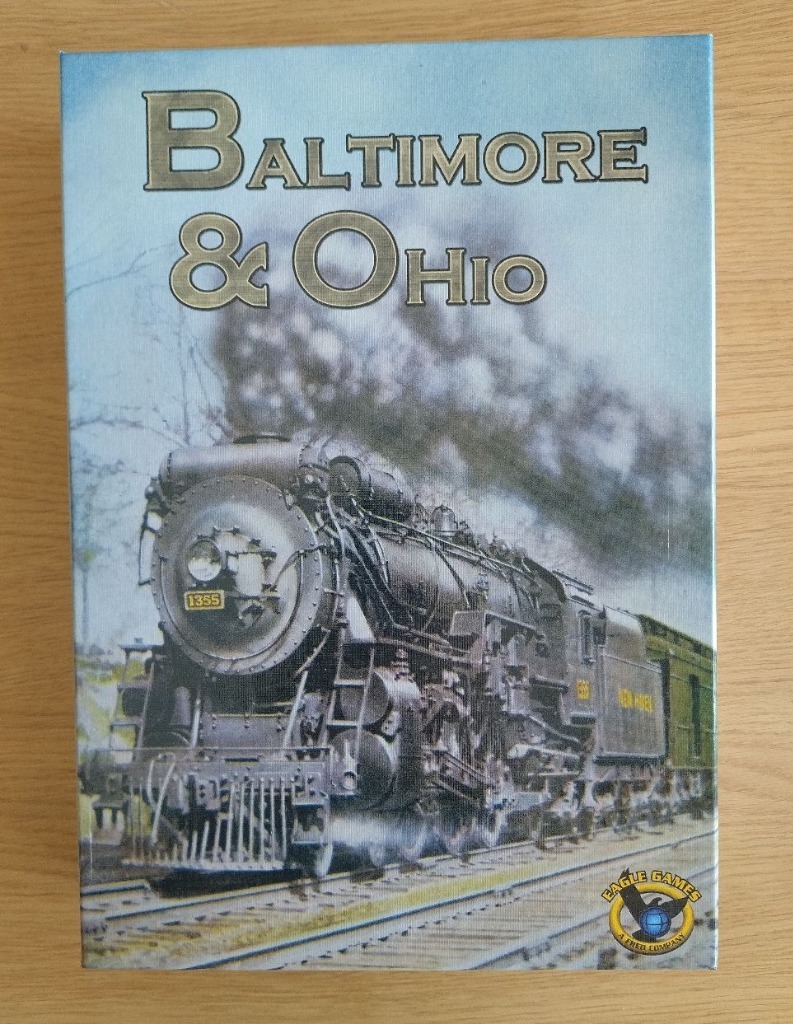 BALTIMORE
& OHIO
1355
NEW HAVEN
EAGLE GAMES
A FRED COMPANY